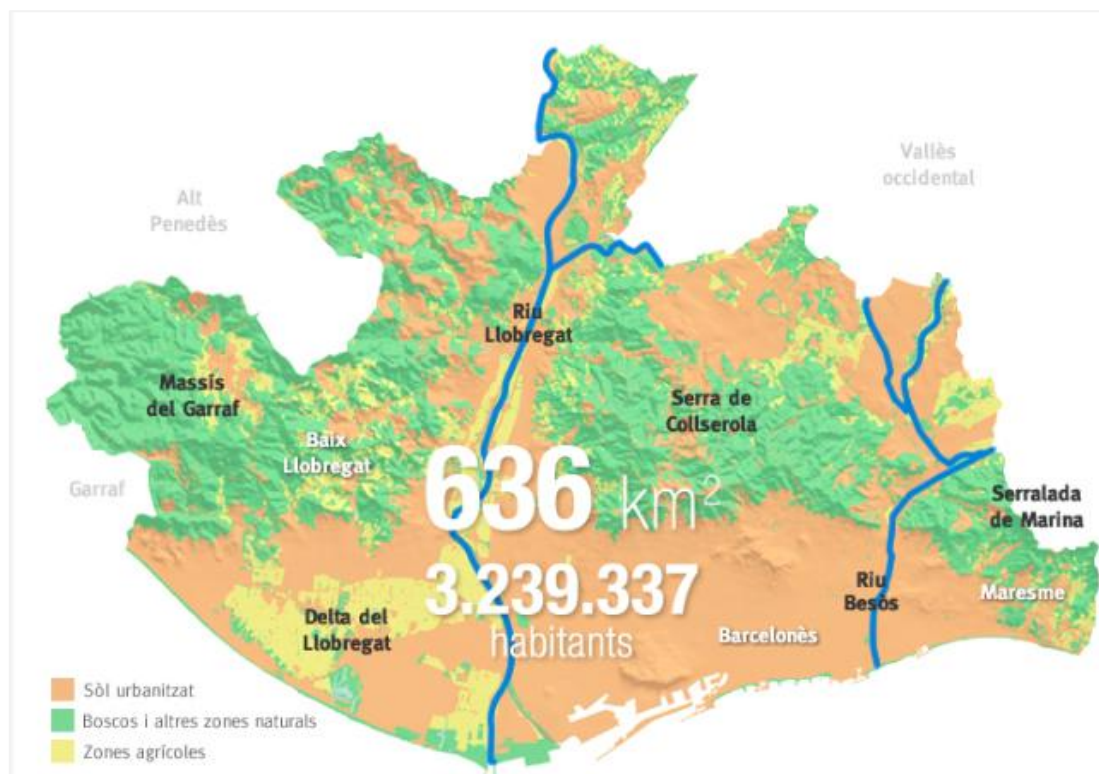 Vallès
occidental
Alt
Penedès
Riu
Llobregat
Massís
del Garraf
Serra de
Collserola
Baix
Llobregat
636 km²
Garraf
Serralada
de Marina
3.239.337
habitants
Riu
Besòs
Maresme
Delta del
Llobregat
Barcelonès
Sòl urbanitzat
Boscos i altres zones naturals
Zones agrícoles